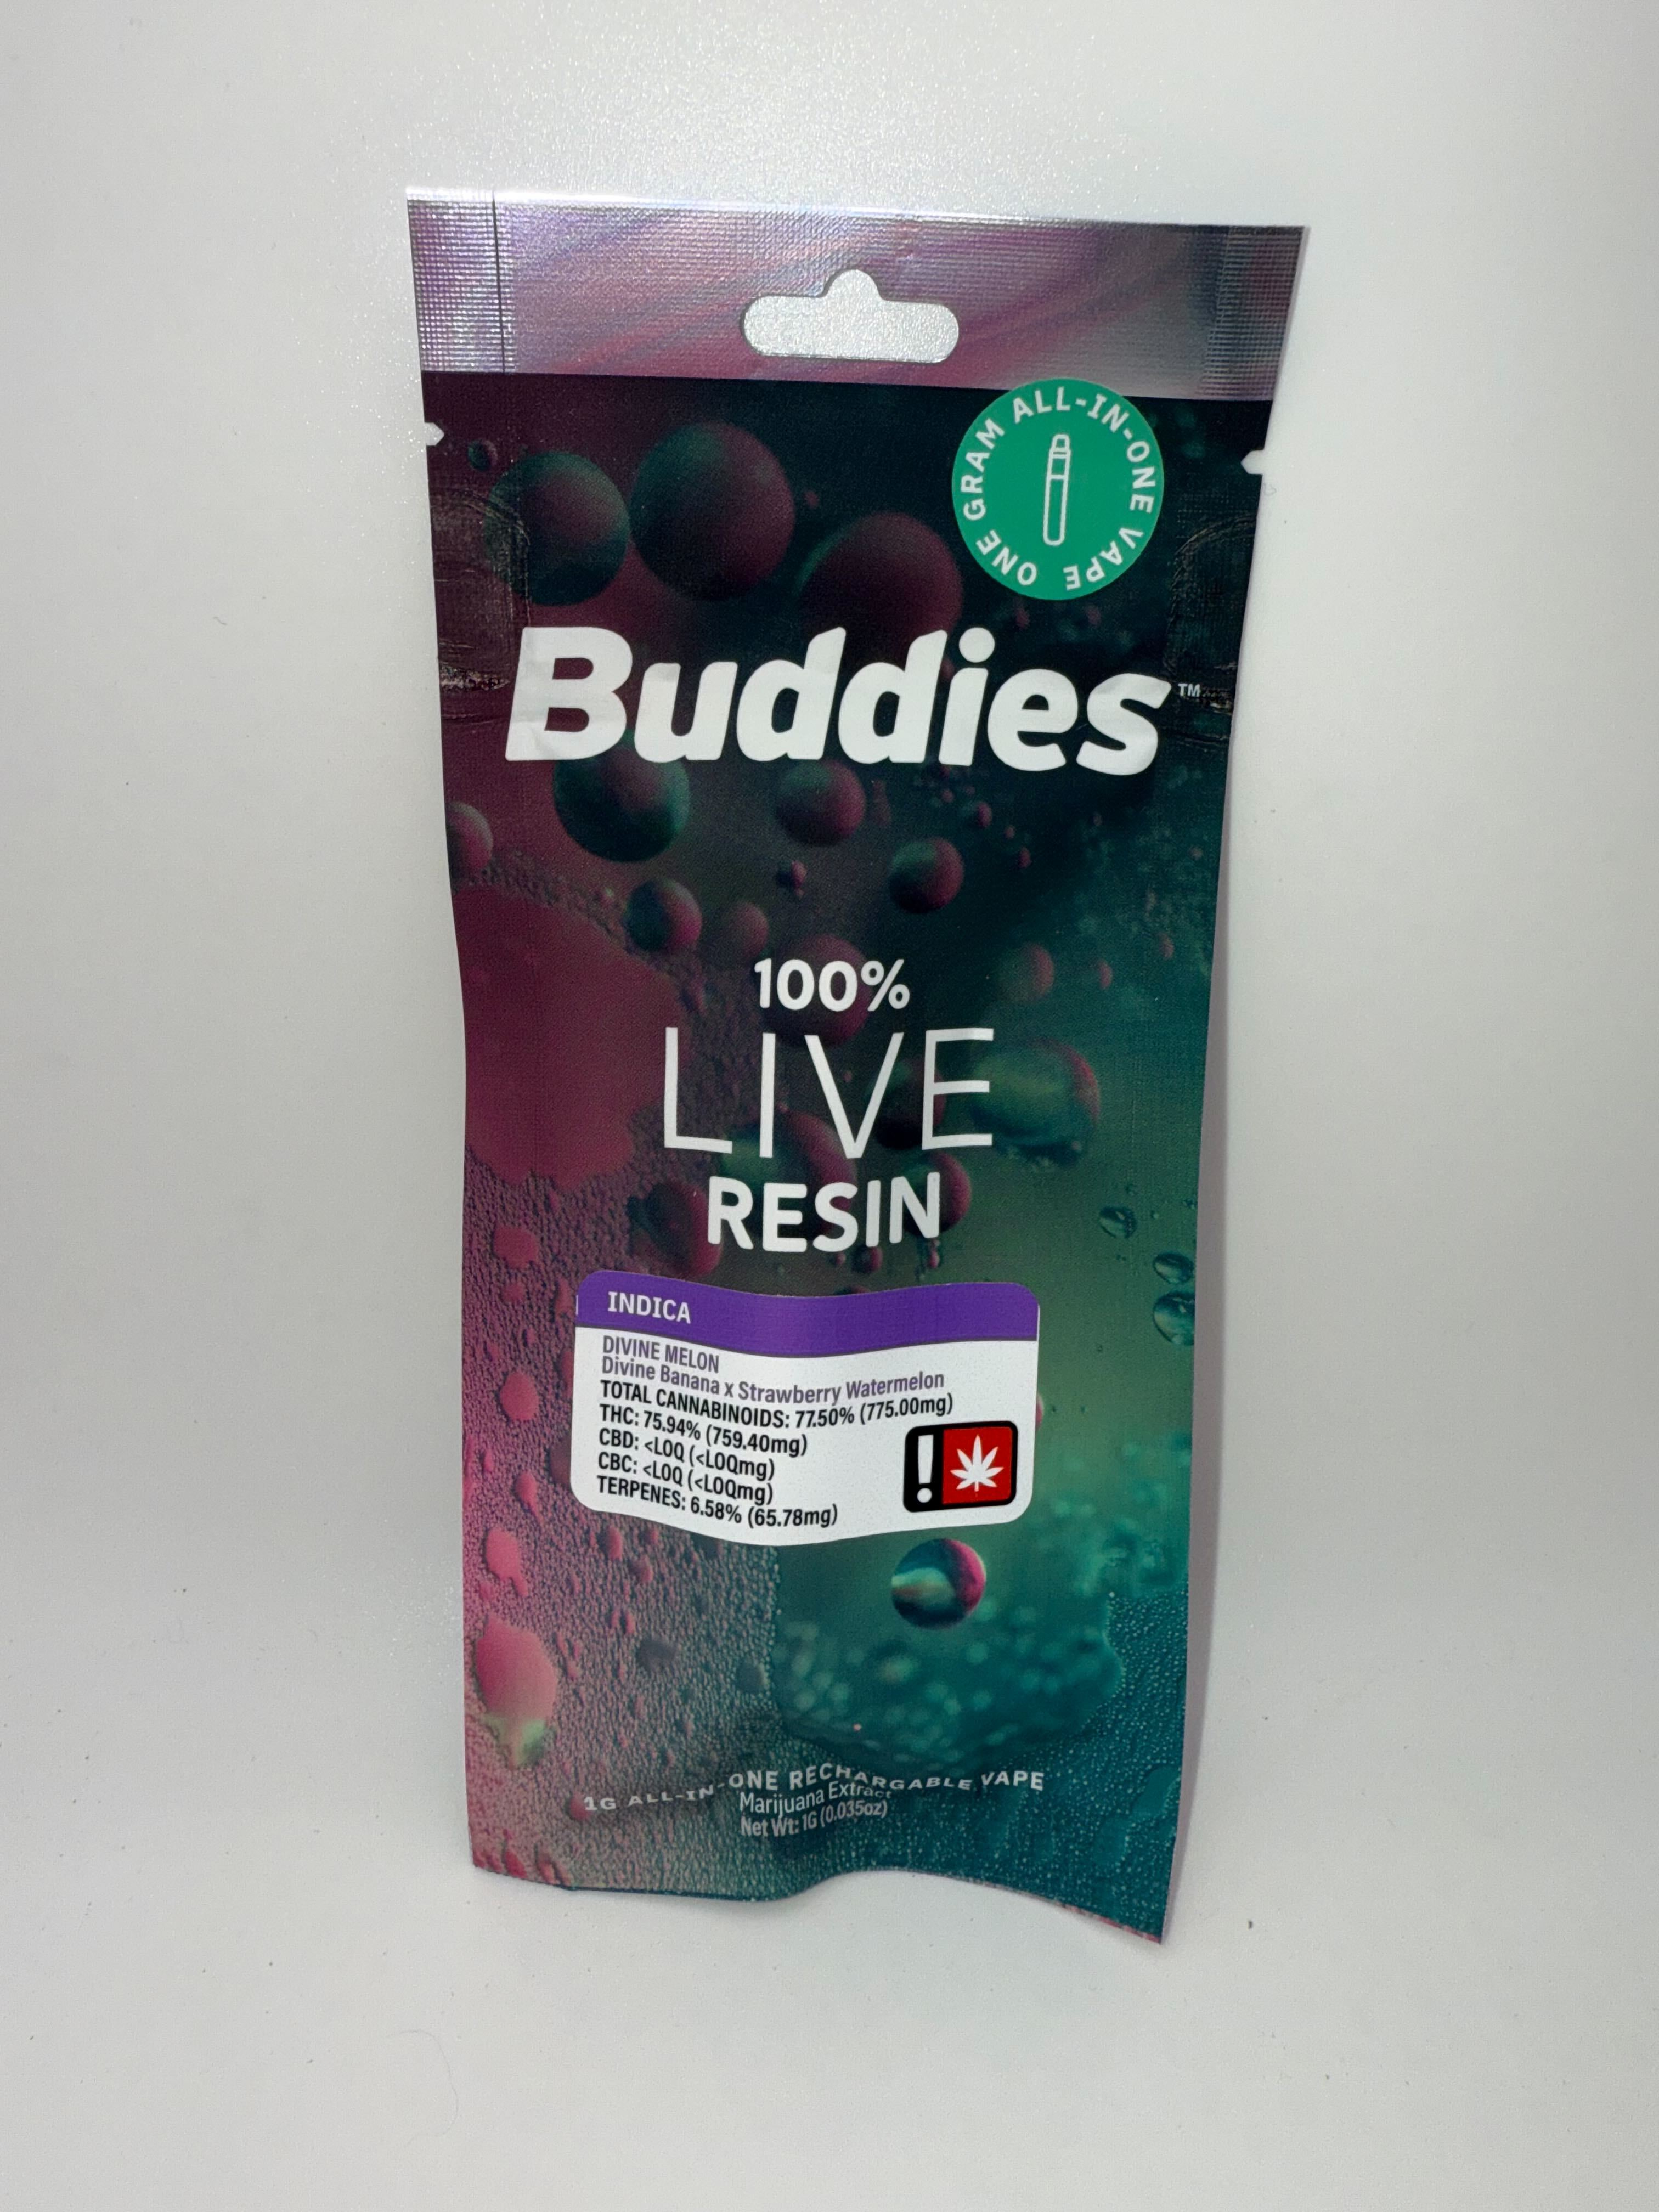 ONE GRAM ALL-IN-ONE VAPE
Buddies™
100%
LIVE
RESIN
INDICA
DIVINE MELON
Divine Banana x Strawberry Watermelon
TOTAL CANNABINOIDS: 77.50% (775.00mg)
THC: 75.94% (759.40mg)
CBD: <LOQ (<LOQmg)
CBC: <LOQ (<LOQmg)
TERPENES: 6.58% (65.78mg)
!
1G ALL-IN-ONE RECHARGABLE VAPE
Marijuana Extract
Net Wt: 1G (0.035oz)